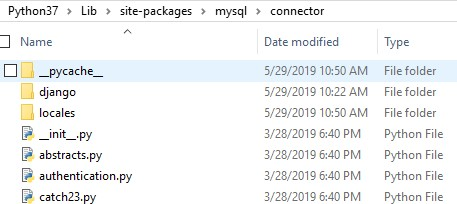 Python37 > Lib > site-packages > mysql > connector
Name Date modified Type
__pycache__ 5/29/2019 10:50 AM File folder
django 5/29/2019 10:22 AM File folder
locales 5/29/2019 10:50 AM File folder
__init__.py 3/28/2019 6:40 PM Python File
abstracts.py 3/28/2019 6:40 PM Python File
authentication.py 3/28/2019 6:40 PM Python File
catch23.py 3/28/2019 6:40 PM Python File